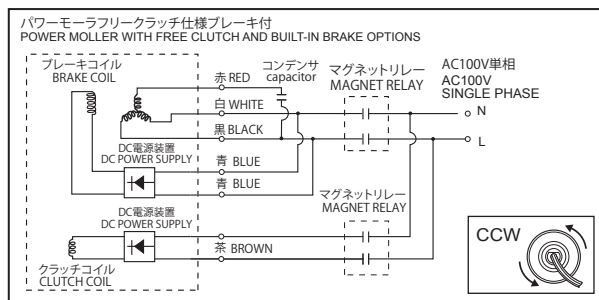 パワーモーラフリークラッチ仕様ブレーキ付
POWER MOLLER WITH FREE CLUTCH AND BUILT-IN BRAKE OPTIONS
ブレーキコイル
BRAKE COIL
赤 RED
コンデンサ
capacitor
マグネットリレー
MAGNET RELAY
AC100V単相
AC100V
SINGLE PHASE
白 WHITE
N
黒 BLACK
L
DC電源装置
DC POWER SUPPLY
青 BLUE
青 BLUE
DC電源装置
DC POWER SUPPLY
マグネットリレー
MAGNET RELAY
茶 BROWN
クラッチコイル
CLUTCH COIL
CCW